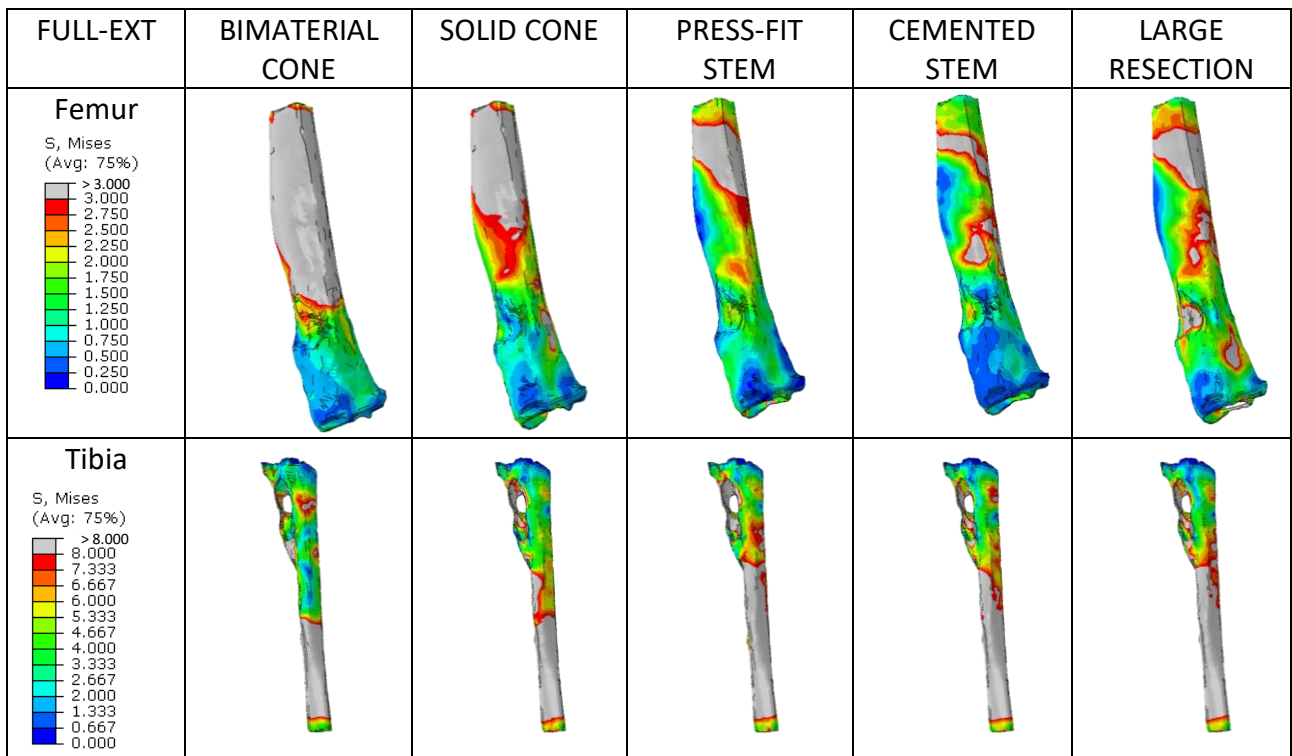 FULL-EXT
BIMATERIAL
CONE
SOLID CONE
PRESS-FIT
STEM
CEMENTED
STEM
LARGE
RESECTION
Femur
S, Mises
(Avg: 75%)
>3.000
3.000
2.750
2.500
2.250
2.000
1.750
1.500
1.250
1.000
0.750
0.500
0.250
0.000
Tibia
S, Mises
(Avg: 75%)
>8.000
8.000
7.333
6.667
6.000
5.333
4.667
4.000
3.333
2.667
2.000
1.333
0.667
0.000